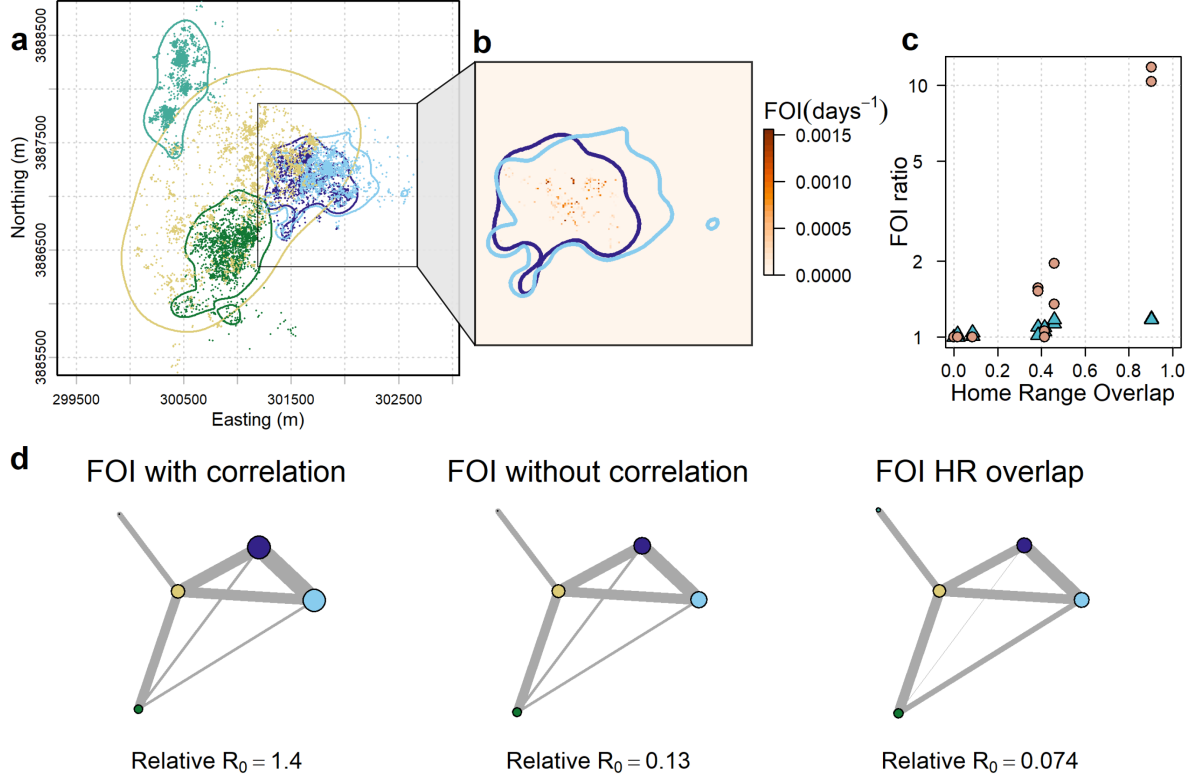 a
Northing (m)
3888500
3887500
3886500
3885500
299500
300500
301500
302500
Easting (m)
b
FOI(days⁻¹)
0.0015
0.0010
0.0005
0.0000
c
FOI ratio
10
5
2
1
0.0 0.2 0.4 0.6 0.8 1.0
Home Range Overlap
d
FOI with correlation
FOI without correlation
FOI HR overlap
Relative R₀ = 1.4
Relative R₀ = 0.13
Relative R₀ = 0.074